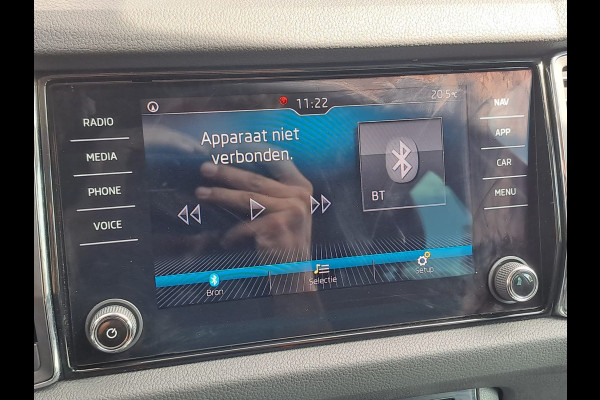 11:22
20.5°C
RADIO
MEDIA
PHONE
VOICE
Apparaat niet
verbonden.
BT
NAV
APP
CAR
MENU
Bron
Selectie
Setup